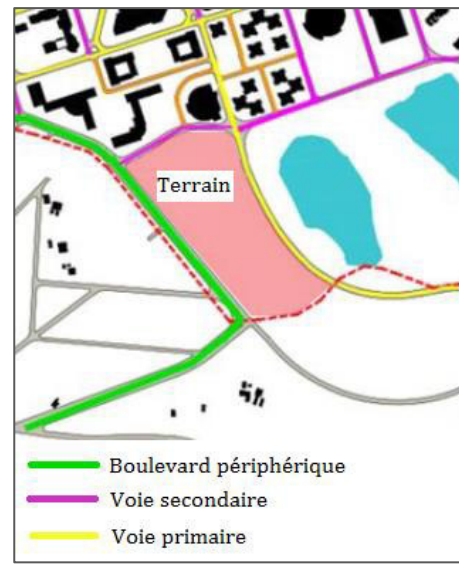 Terrain
Boulevard périphérique
Voie secondaire
Voie primaire